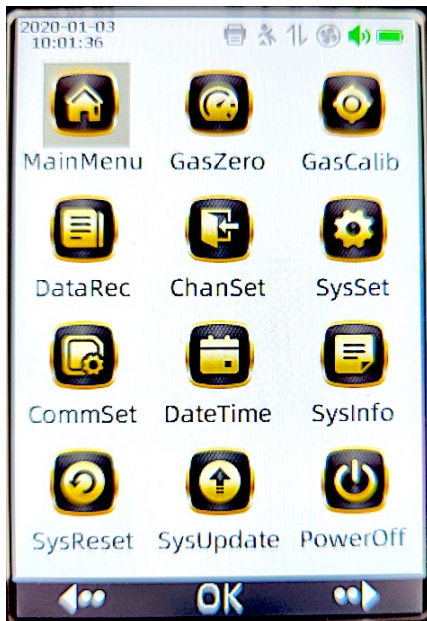 2020-01-03
10:01:36
MainMenu GasZero GasCalib
DataRec ChanSet SysSet
CommSet DateTime SysInfo
SysReset SysUpdate PowerOff
OK